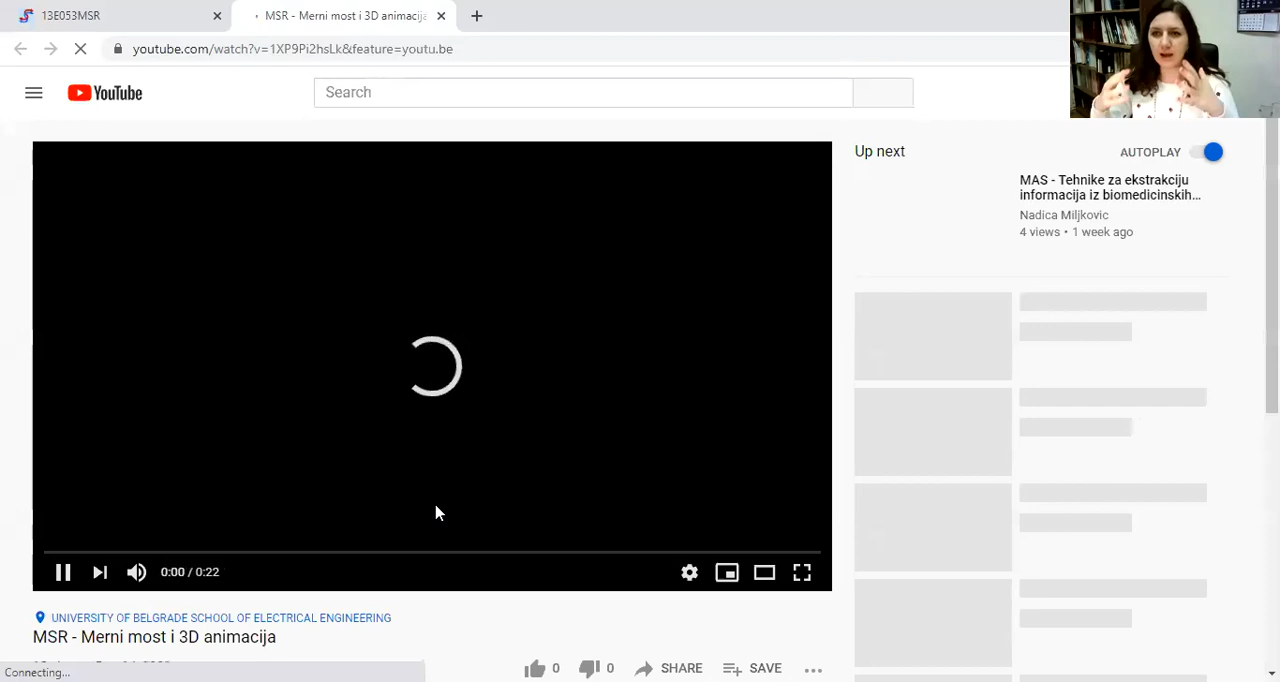 13E053MSR
MSR - Merni most i 3D animacija
youtube.com/watch?v=1XP9Pi2hsLk&feature=youtu.be
YouTube
Search
Up next
AUTOPLAY
MAS - Tehnike za ekstrakciju
informacija iz biomedicinskih...
Nadica Miljkovic
4 views • 1 week ago
0:00 / 0:22
UNIVERSITY OF BELGRADE SCHOOL OF ELECTRICAL ENGINEERING
MSR - Merni most i 3D animacija
0
0
SHARE
SAVE
Connecting...